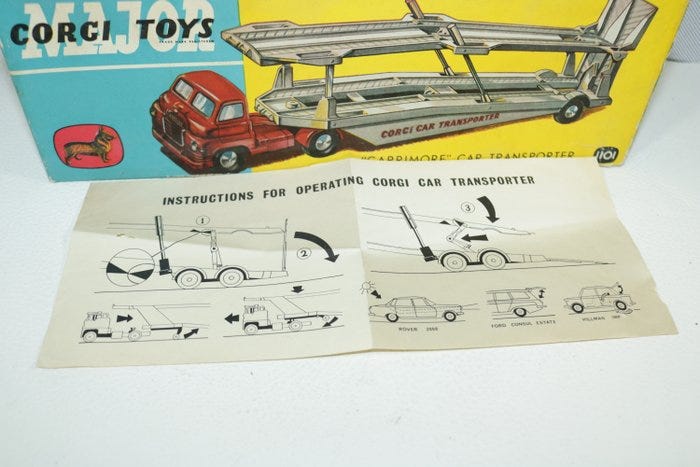 MAJOR
CORGI TOYS
CORGI CAR TRANSPORTER
"CARRIMORE" CAR TRANSPORTER
1101
INSTRUCTIONS FOR OPERATING CORGI CAR TRANSPORTER
1
2
3
ROVER 2000
FORD CONSUL ESTATE
HILLMAN IMP